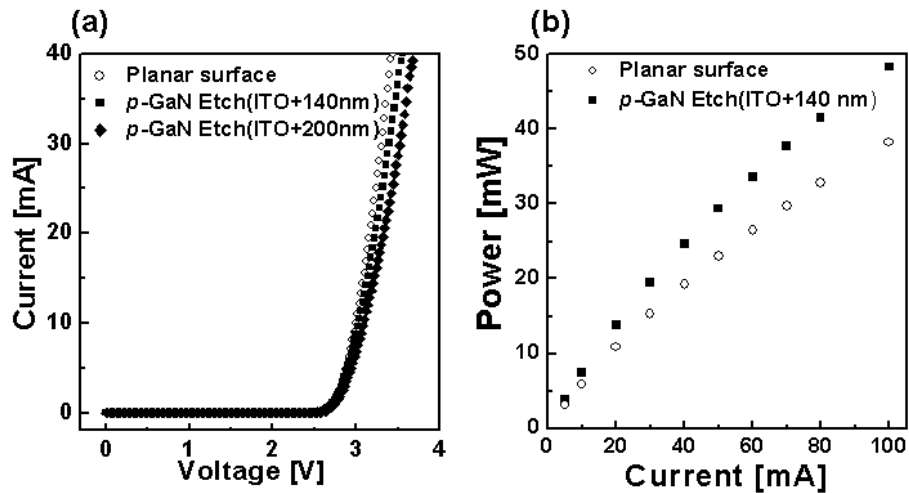 (a)
40
30
20
10
0
Current [mA]
Planar surface
p-GaN Etch(ITO+140nm)
p-GaN Etch(ITO+200nm)
0 1 2 3 4
Voltage [V]
(b)
50
40
30
20
10
0
Power [mW]
Planar surface
p-GaN Etch(ITO+140 nm)
0 20 40 60 80 100
Current [mA]